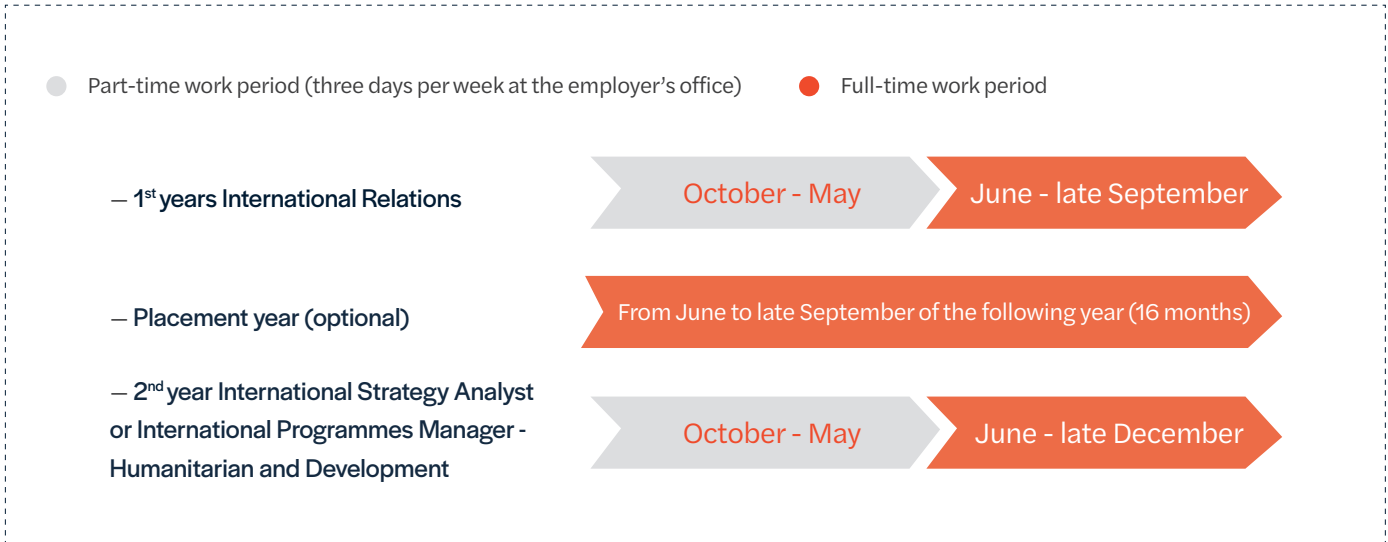 Part-time work period (three days per week at the employer's office)
Full-time work period
— 1st years International Relations
October - May
June - late September
— Placement year (optional)
From June to late September of the following year (16 months)
— 2nd year International Strategy Analyst
or International Programmes Manager -
Humanitarian and Development
October - May
June - late December